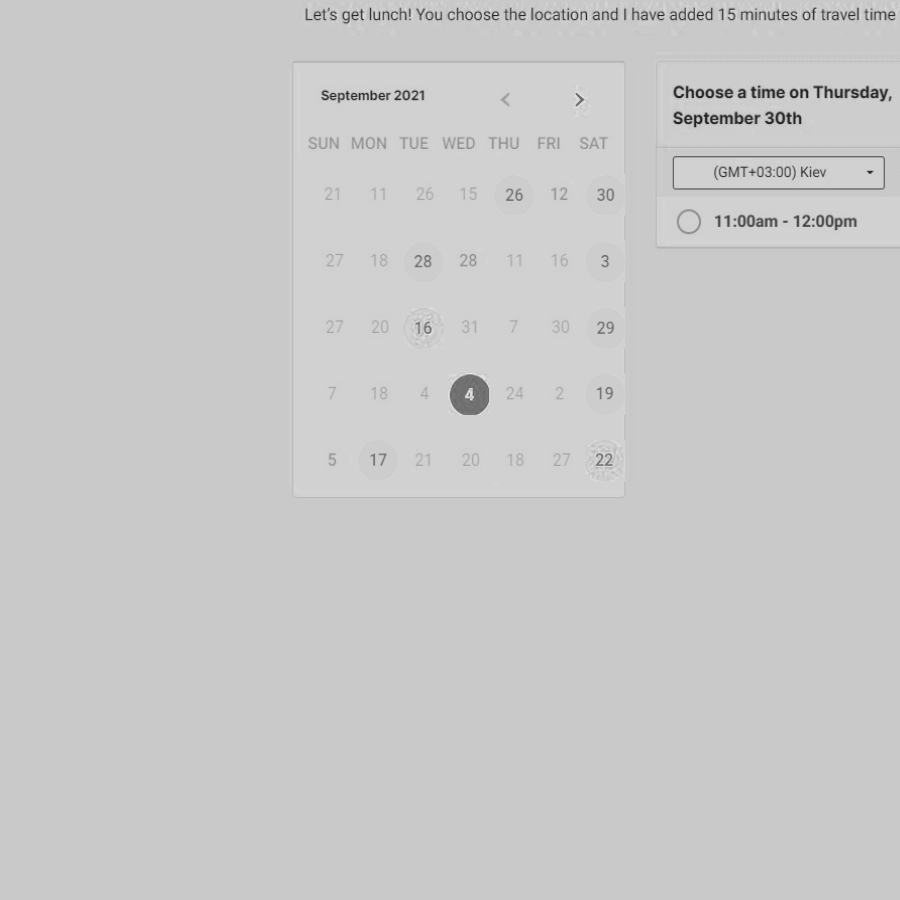 Let's get lunch! You choose the location and I have added 15 minutes of travel time
September 2021
SUN MON TUE WED THU FRI SAT
21 11 26 15 26 12 30
27 18 28 28 11 16 3
27 20 16 31 7 30 29
7 18 4 4 24 2 19
5 17 21 20 18 27 22
Choose a time on Thursday,
September 30th
(GMT+03:00) Kiev
11:00am - 12:00pm